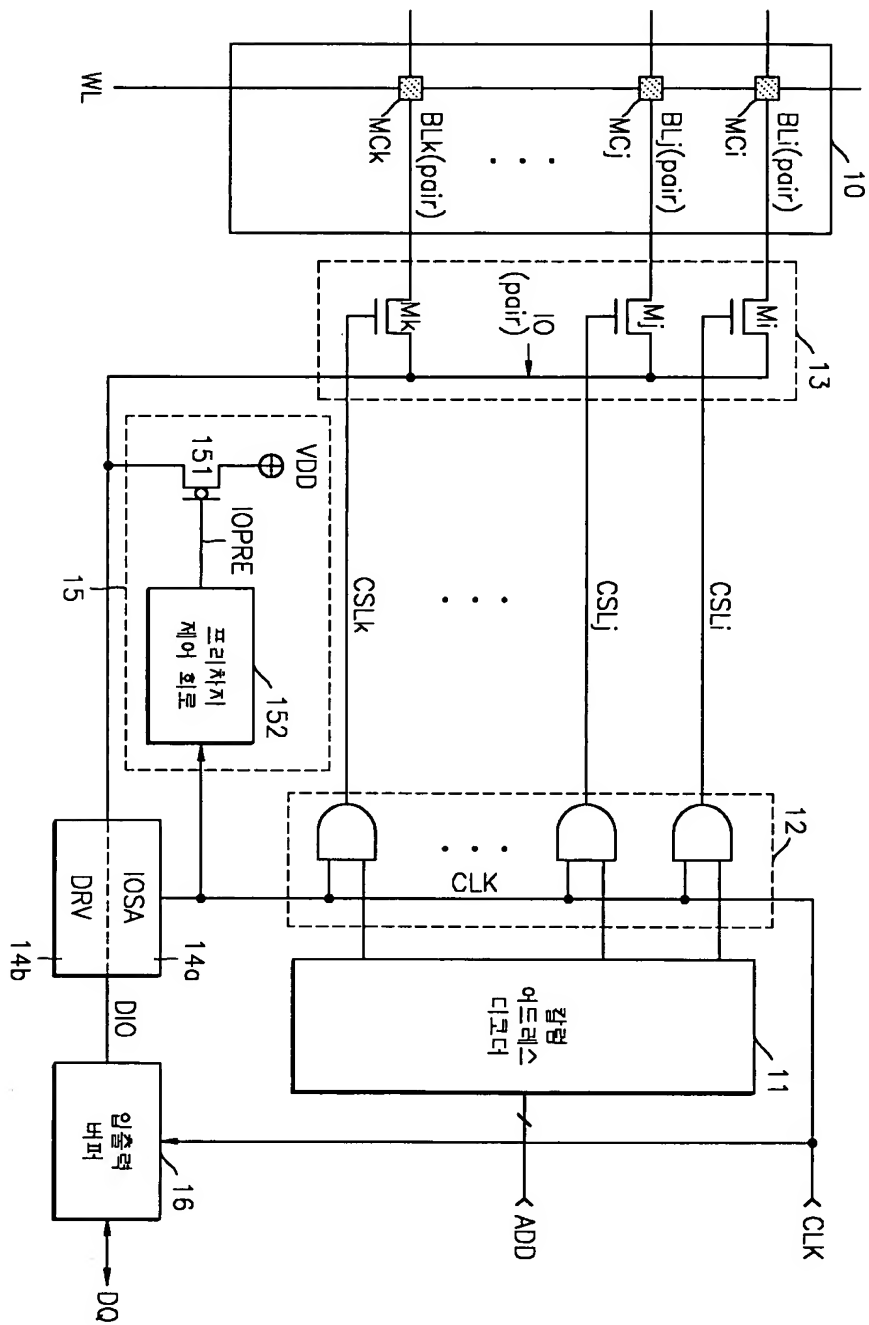 10
BLi(pair)
MCi
BLj(pair)
MCj
BLk(pair)
MCk
WL
. . .
13
Mi
Mj
IO
(pair)
Mk
CSLi
CSLj
. . .
CSLk
12
. . .
CLK
11
칼럼
어드레스
디코더
CLK
ADD
VDD
151
IOPRE
15
프리차지
제어 회로
152
IOSA
DRV
14a
14b
DIO
입출력
버퍼
16
DQ